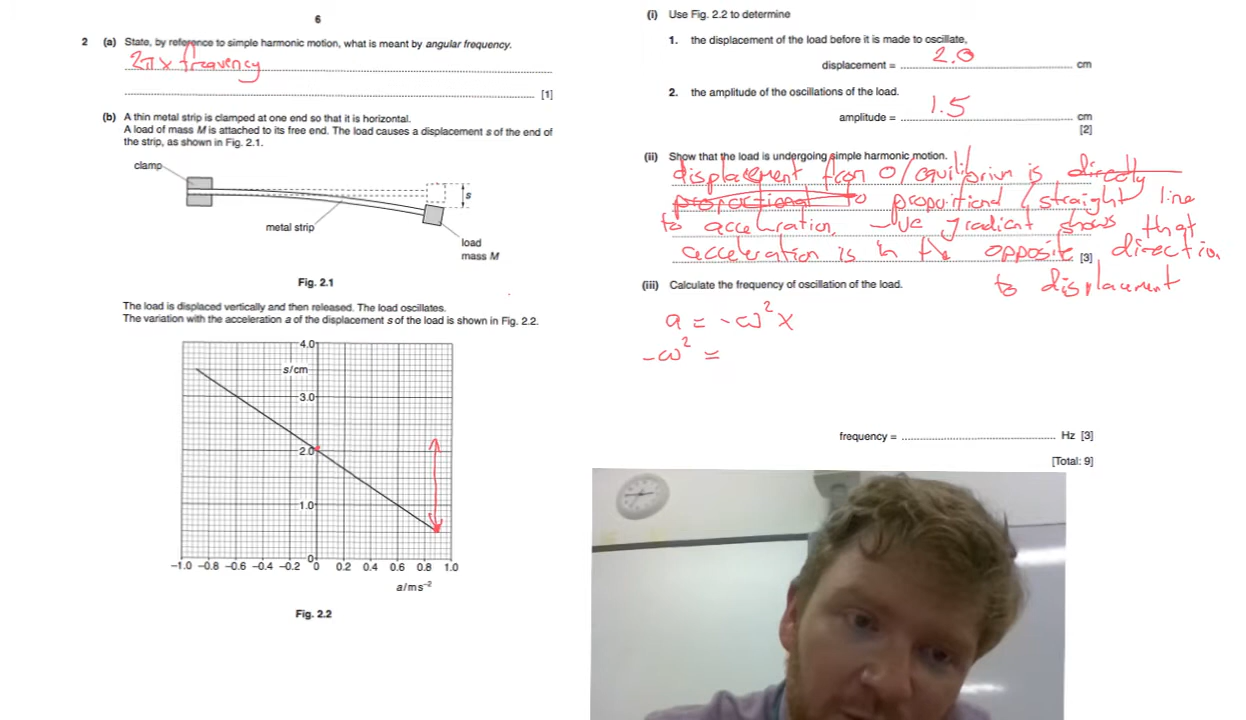 6
2 (a) State, by reference to simple harmonic motion, what is meant by angular frequency.
2π x frequency
[1]
(b) A thin metal strip is clamped at one end so that it is horizontal.
A load of mass M is attached to its free end. The load causes a displacement s of the end of
the strip, as shown in Fig. 2.1.
clamp
s
metal strip
load
mass M
Fig. 2.1
The load is displaced vertically and then released. The load oscillates.
The variation with the acceleration a of the displacement s of the load is shown in Fig. 2.2.
4.0
s/cm
3.0
2.0
1.0
0
–1.0 –0.8 –0.6 –0.4 –0.2 0 0.2 0.4 0.6 0.8 1.0
a/ms⁻²
Fig. 2.2
(i) Use Fig. 2.2 to determine
1. the displacement of the load before it is made to oscillate,
displacement = 2.0 cm
2. the amplitude of the oscillations of the load.
amplitude = 1.5 cm
[2]
(ii) Show that the load is undergoing simple harmonic motion.
displacement from 0/equilibrium is directly
proportional to proportional / straight line
to acceleration, -ve gradient shows that
acceleration is in the opposite [3] direction
to displacement
(iii) Calculate the frequency of oscillation of the load.
a = -ω²x
-ω² =
frequency = Hz [3]
[Total: 9]